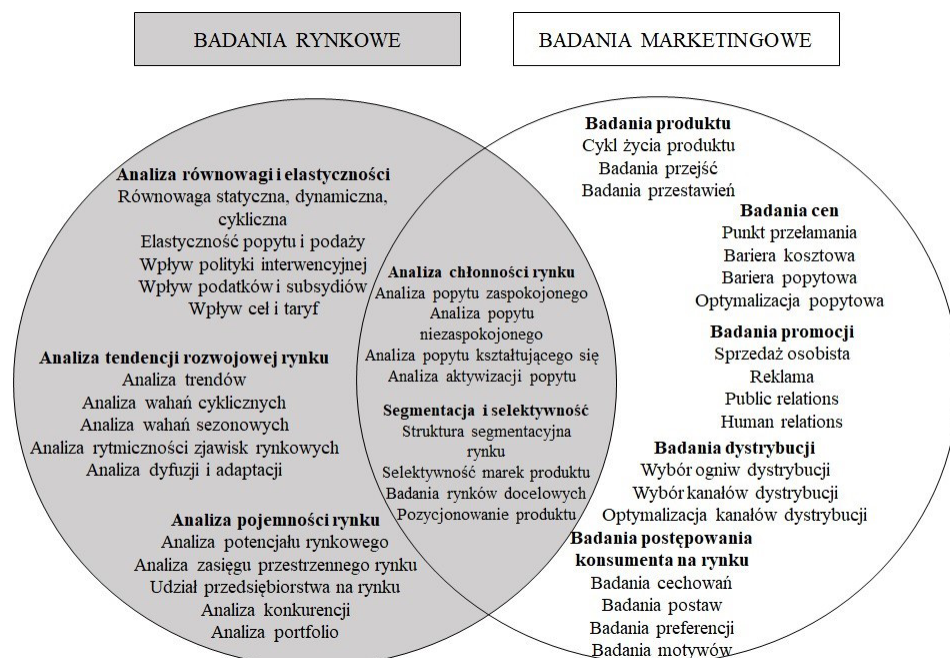 BADANIA RYNKOWE
BADANIA MARKETINGOWE
Analiza równowagi i elastyczności
Równowaga statyczna, dynamiczna,
cykliczna
Elastyczność popytu i podaży
Wpływ polityki interwencyjnej
Wpływ podatków i subsydiów
Wpływ ceł i taryf
Analiza tendencji rozwojowej rynku
Analiza trendów
Analiza wahań cyklicznych
Analiza wahań sezonowych
Analiza rytmiczności zjawisk rynkowych
Analiza dyfuzji i adaptacji
Analiza pojemności rynku
Analiza potencjału rynkowego
Analiza zasięgu przestrzennego rynku
Udział przedsiębiorstwa na rynku
Analiza konkurencji
Analiza portfolio
Analiza chłonności rynku
Analiza popytu zaspokojonego
Analiza popytu
niezaspokojonego
Analiza popytu kształtującego się
Analiza aktywizacji popytu
Segmentacja i selektywność
Struktura segmentacyjna
rynku
Selektywność marek produktu
Badania rynków docelowych
Pozycjonowanie produktu
Badania produktu
Cykl życia produktu
Badania przejść
Badania przestawień
Badania cen
Punkt przełamania
Bariera kosztowa
Bariera popytowa
Optymalizacja popytowa
Badania promocji
Sprzedaż osobista
Reklama
Public relations
Human relations
Badania dystrybucji
Wybór ogniw dystrybucji
Wybór kanałów dystrybucji
Optymalizacja kanałów dystrybucji
Badania postępowania
konsumenta na rynku
Badania cechowań
Badania postaw
Badania preferencji
Badania motywów